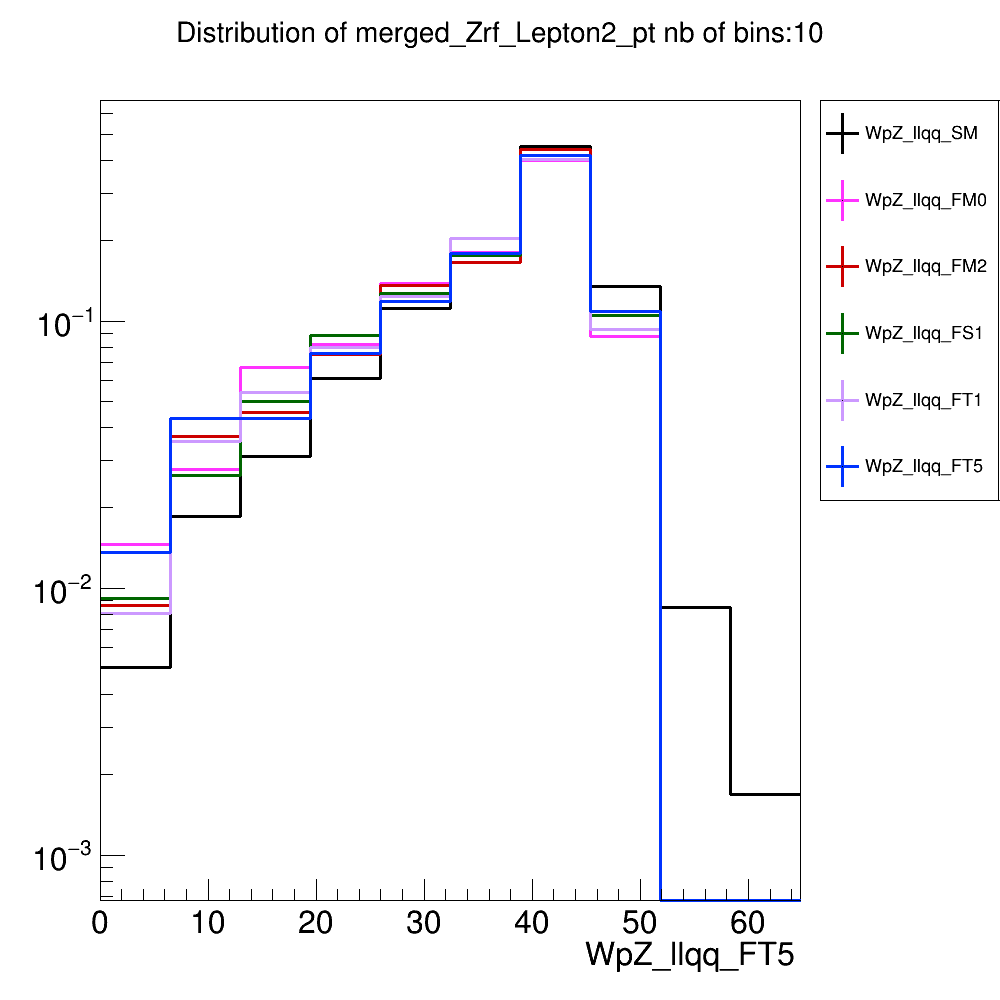 Distribution of merged_Zrf_Lepton2_pt nb of bins:10
WpZ_llqq_SM
WpZ_llqq_FM0
WpZ_llqq_FM2
WpZ_llqq_FS1
WpZ_llqq_FT1
WpZ_llqq_FT5
10⁻¹
10⁻²
10⁻³
0 10 20 30 40 50 60
WpZ_llqq_FT5